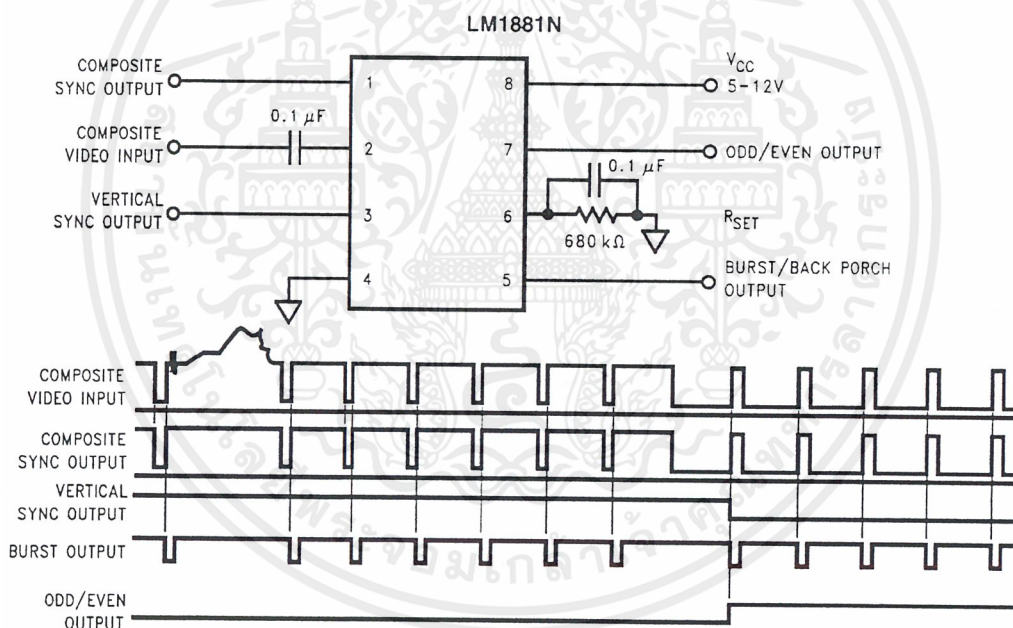 LM1881N
COMPOSITE
SYNC OUTPUT
1
8
VCC
5-12V
0.1 μF
COMPOSITE
VIDEO INPUT
2
7
ODD/EVEN OUTPUT
0.1 μF
VERTICAL
SYNC OUTPUT
3
6
RSET
680 kΩ
4
5
BURST/BACK PORCH
OUTPUT
COMPOSITE
VIDEO INPUT
COMPOSITE
SYNC OUTPUT
VERTICAL
SYNC OUTPUT
BURST OUTPUT
ODD/EVEN
OUTPUT